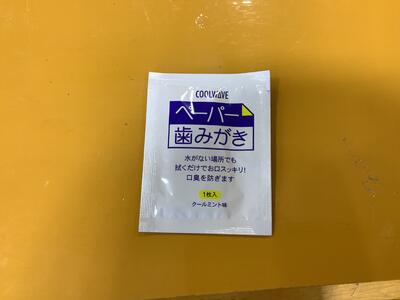 COOLWAVE
ペーパー
歯みがき
水がない場所でも
拭くだけでお口スッキリ!
口臭を防ぎます
1枚入
クールミント味